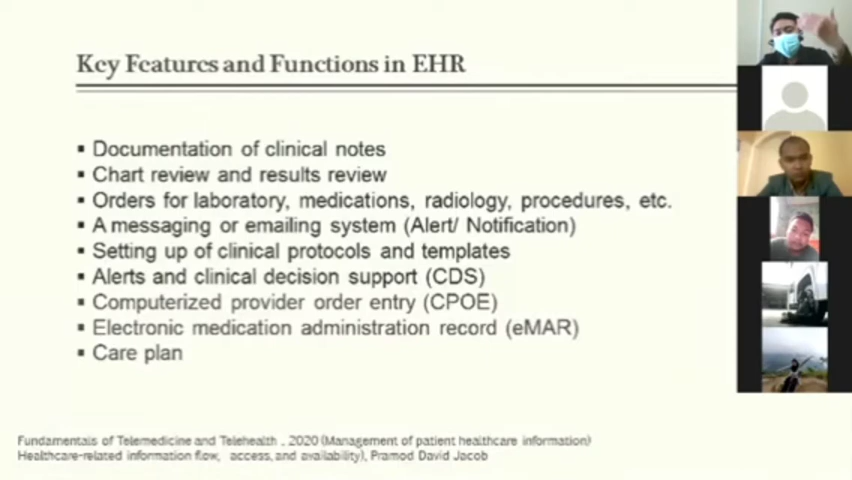 Key Features and Functions in EHR
▪ Documentation of clinical notes
▪ Chart review and results review
▪ Orders for laboratory, medications, radiology, procedures, etc.
▪ A messaging or emailing system (Alert/ Notification)
▪ Setting up of clinical protocols and templates
▪ Alerts and clinical decision support (CDS)
▪ Computerized provider order entry (CPOE)
▪ Electronic medication administration record (eMAR)
▪ Care plan
Fundamentals of Telemedicine and Telehealth , 2020 (Management of patient healthcare information)
Healthcare-related information flow, access, and availability), Pramod David Jacob